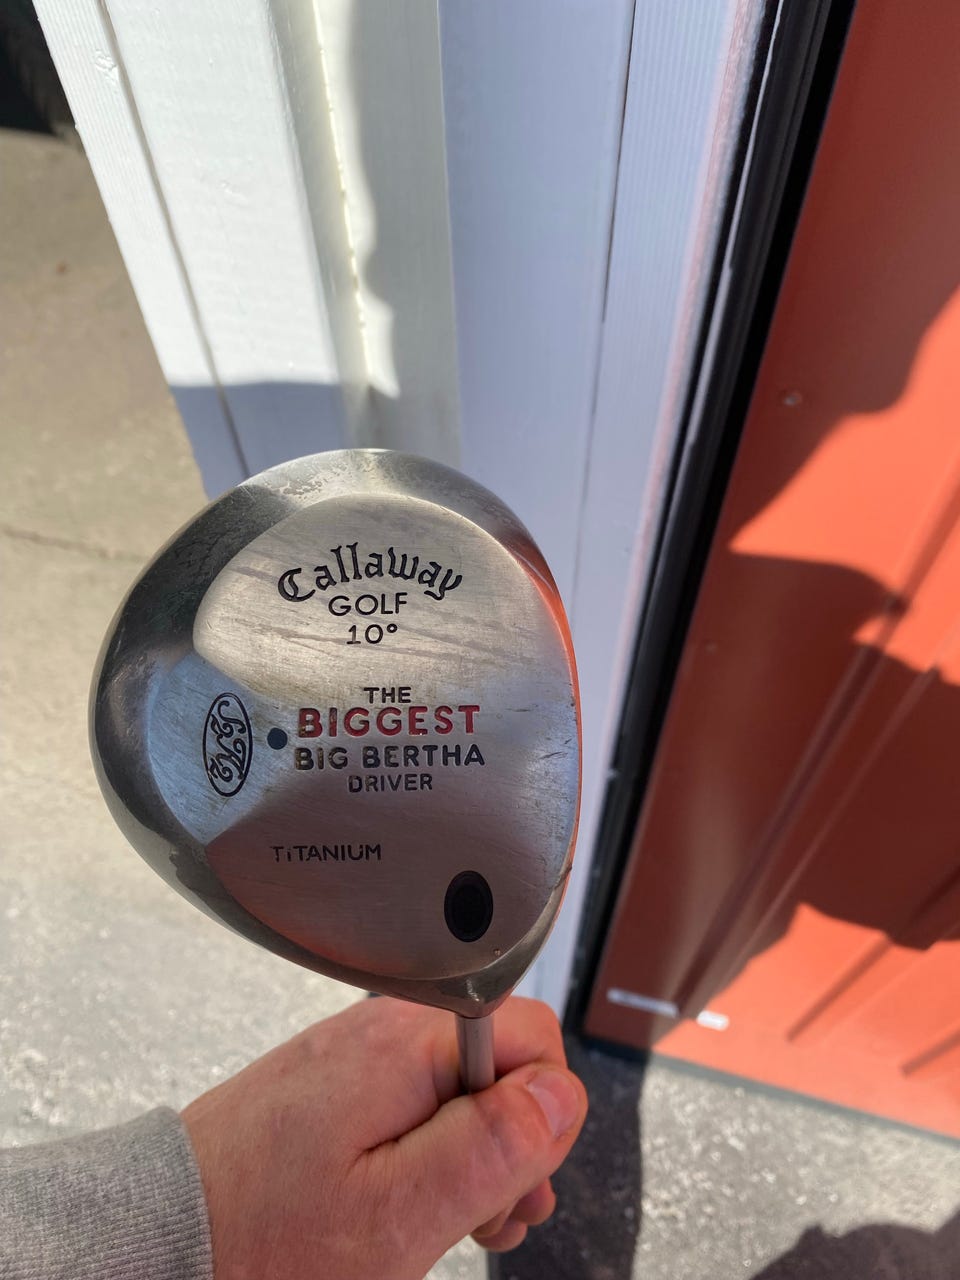 Callaway
GOLF
10°
THE
BIGGEST
BIG BERTHA
DRIVER
TiTANIUM